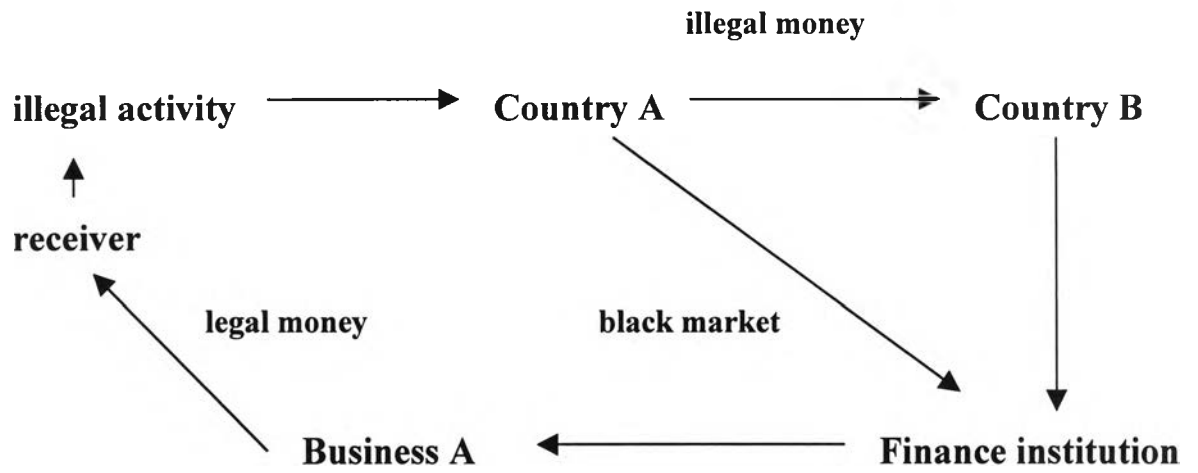 illegal money
illegal activity
Country A
Country B
receiver
legal money
black market
Business A
Finance institution